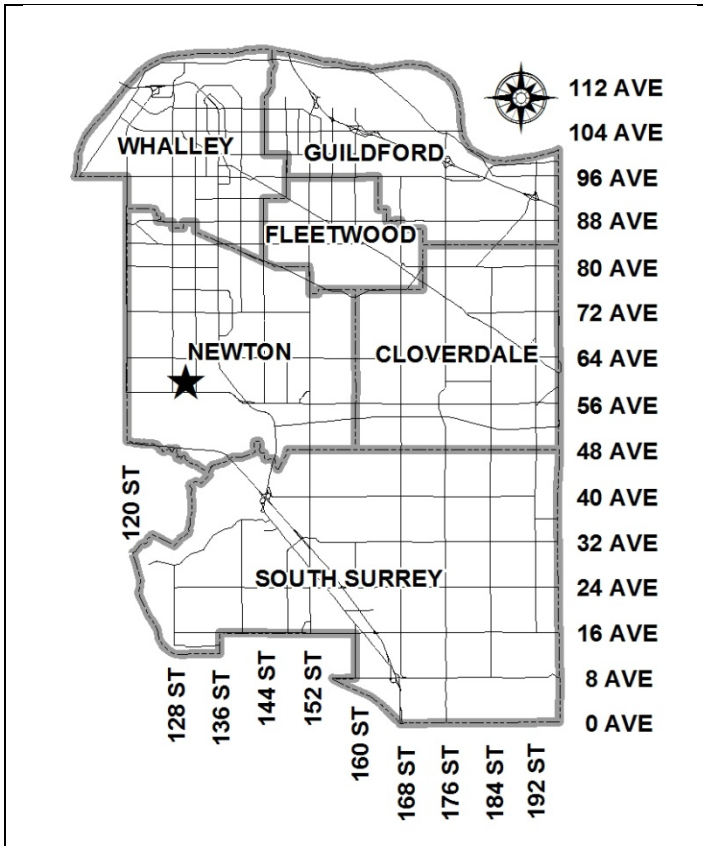 112 AVE
104 AVE
WHALLEY
GUILDFORD
96 AVE
88 AVE
FLEETWOOD
80 AVE
72 AVE
NEWTON
CLOVERDALE
64 AVE
56 AVE
48 AVE
120 ST
40 AVE
32 AVE
SOUTH SURREY
24 AVE
16 AVE
8 AVE
0 AVE
128 ST
136 ST
144 ST
152 ST
160 ST
168 ST
176 ST
184 ST
192 ST